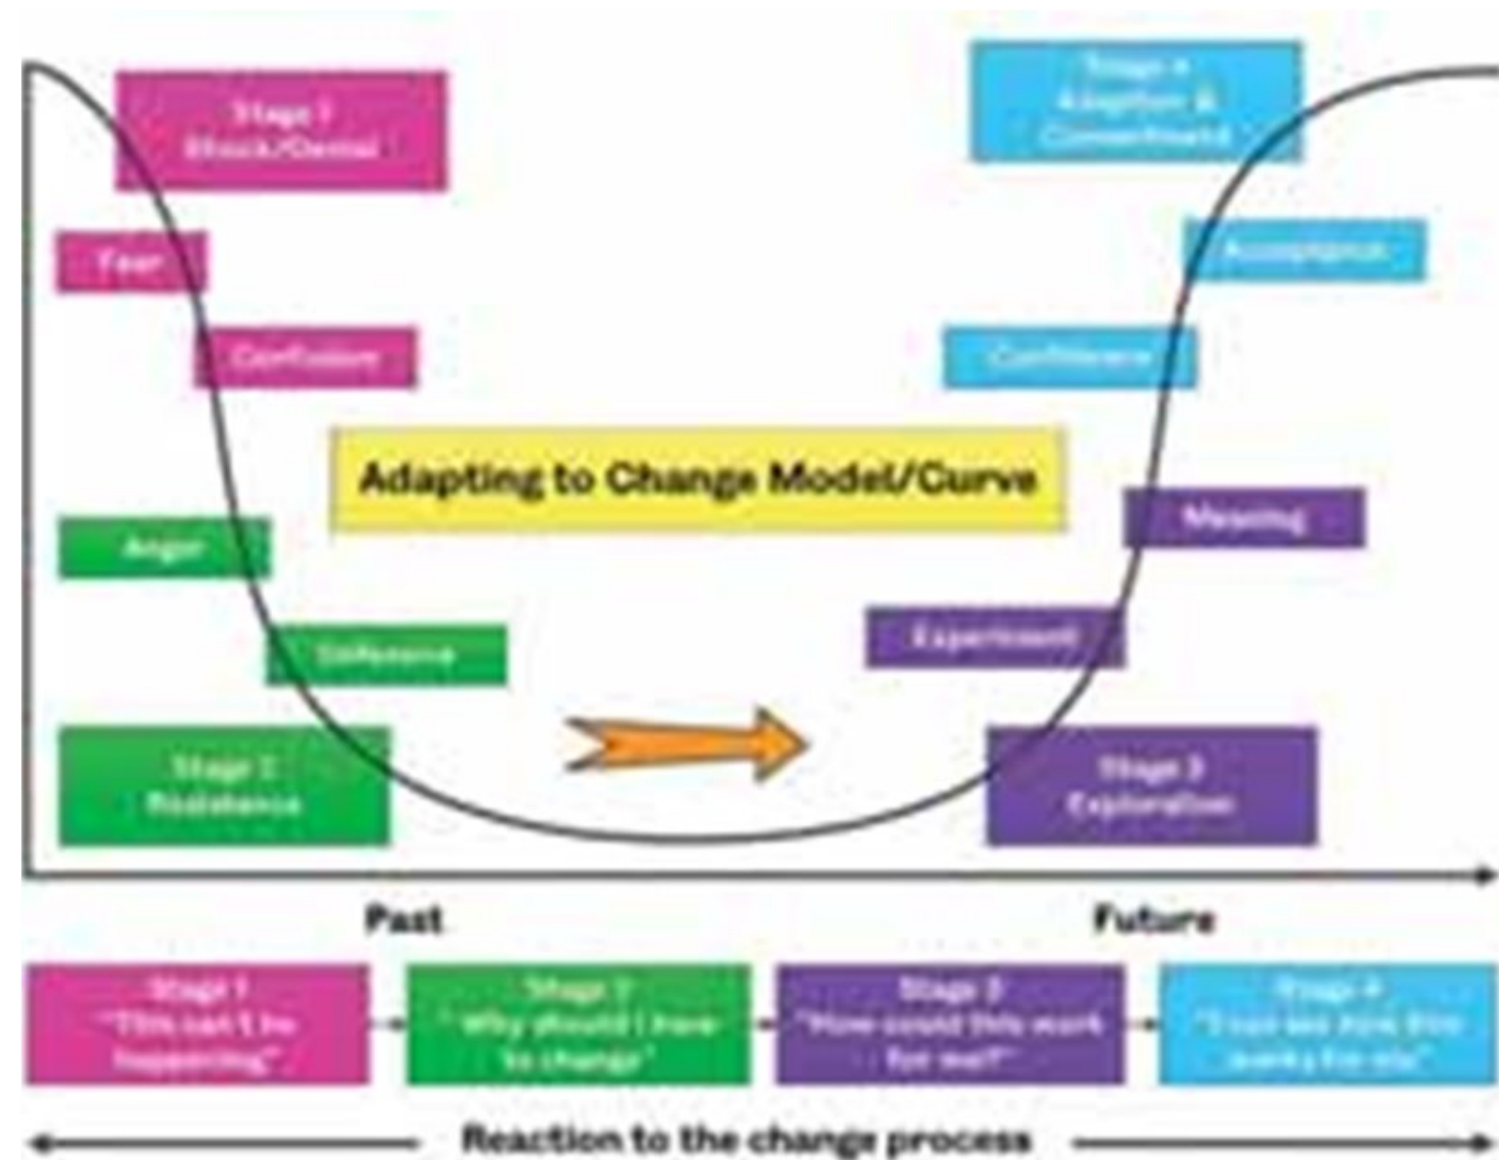 Stage 1
Shock/Denial
Stage 4
Adaption &
Commitment
Fear
Acceptance
Confusion
Confidence
Adapting to Change Model/Curve
Anger
Meaning
Defensive
Experiment
Stage 2
Resistance
Stage 3
Exploration
Past
Future
Stage 1
"This can't be
happening"
Stage 2
"Why should I have
to change"
Stage 3
"How could this work
for me?"
Stage 4
"I can see how this
works for me"
Reaction to the change process